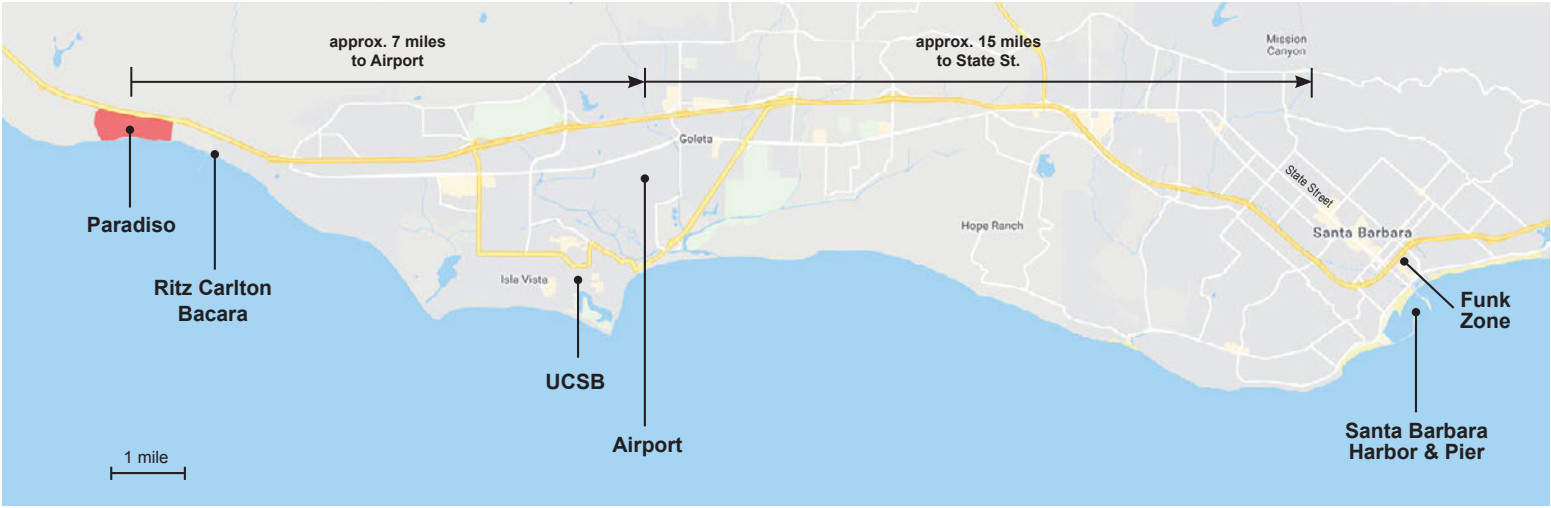 approx. 7 miles
to Airport
approx. 15 miles
to State St.
Mission
Canyon
Goleta
State Street
Paradiso
Hope Ranch
Santa Barbara
Ritz Carlton
Bacara
Isla Vista
Funk
Zone
UCSB
Airport
Santa Barbara
Harbor & Pier
1 mile